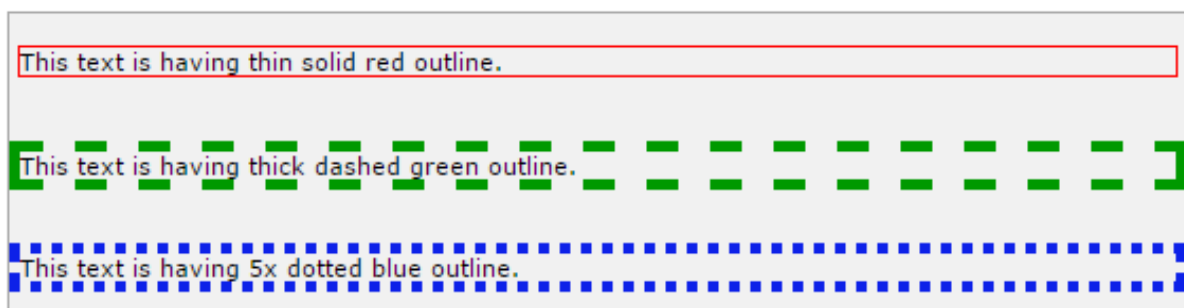 This text is having thin solid red outline.
This text is having thick dashed green outline.
This text is having 5x dotted blue outline.